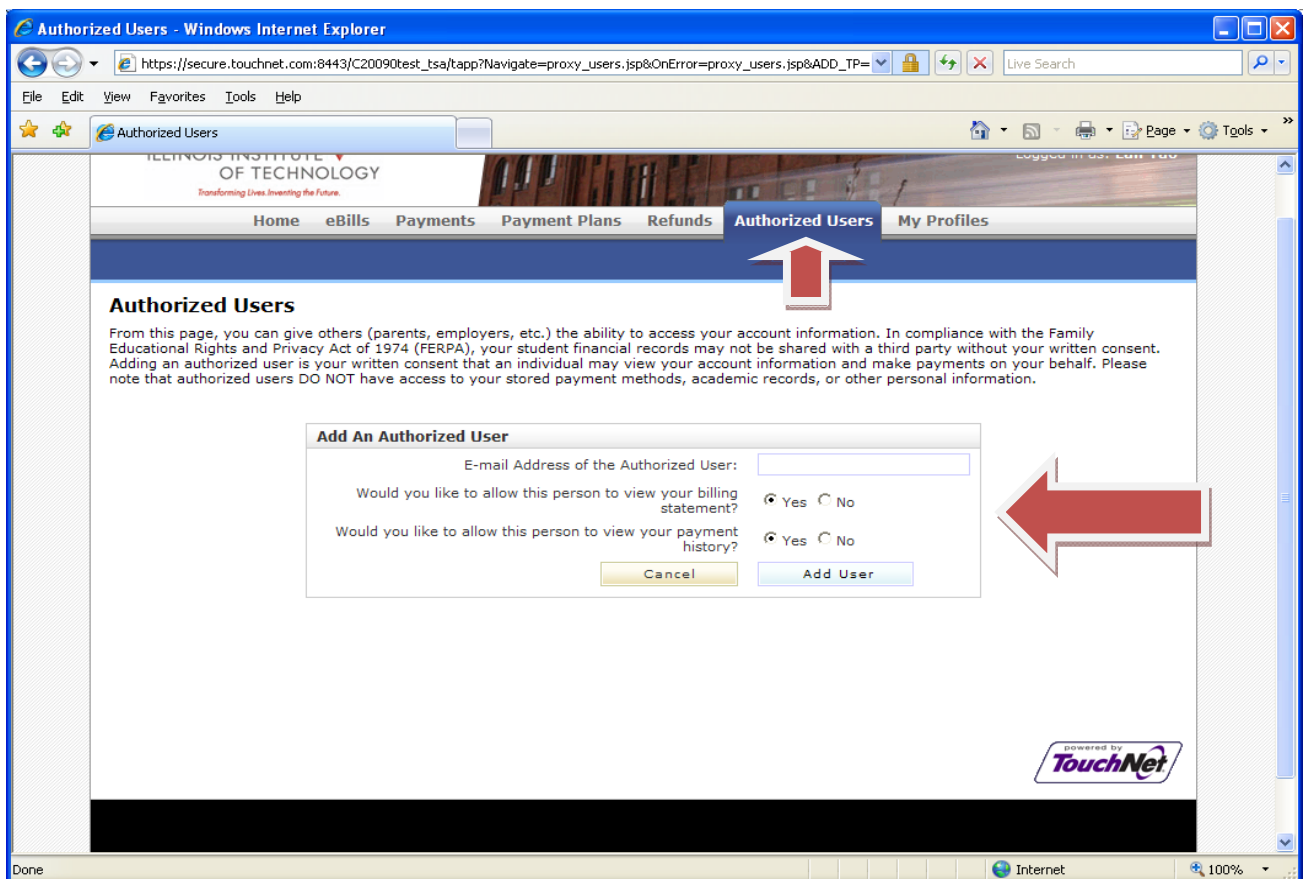 Authorized Users - Windows Internet Explorer
https://secure.touchnet.com:8443/C20090test_tsa/tapp?Navigate=proxy_users.jsp&OnError=proxy_users.jsp&ADD_TP=
Live Search
File Edit View Favorites Tools Help
Authorized Users
Page Tools »
ILLINOIS INSTITUTE
OF TECHNOLOGY
Transforming Lives.Inventing the Future.
Logged in as:
Home eBills Payments Payment Plans Refunds Authorized Users My Profiles
Authorized Users
From this page, you can give others (parents, employers, etc.) the ability to access your account information. In compliance with the Family
Educational Rights and Privacy Act of 1974 (FERPA), your student financial records may not be shared with a third party without your written consent.
Adding an authorized user is your written consent that an individual may view your account information and make payments on your behalf. Please
note that authorized users DO NOT have access to your stored payment methods, academic records, or other personal information.
Add An Authorized User
E-mail Address of the Authorized User:
Would you like to allow this person to view your billing
statement?
Yes No
Would you like to allow this person to view your payment
history?
Yes No
Cancel Add User
powered by
TouchNet
Done
Internet
100%